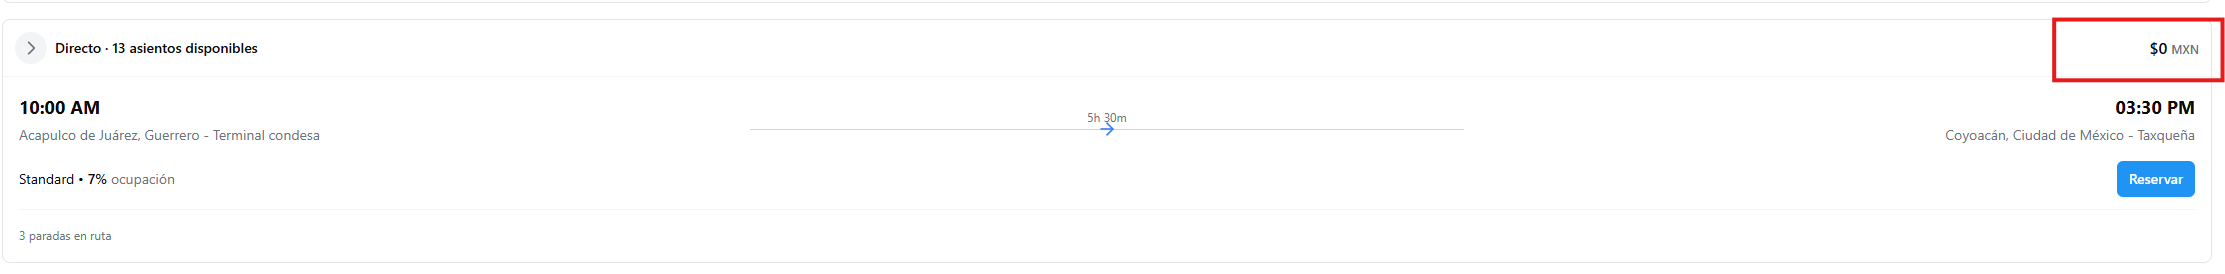 Directo · 13 asientos disponibles
$0 MXN
10:00 AM
5h 30m
03:30 PM
Acapulco de Juárez, Guerrero - Terminal condesa
Coyoacán, Ciudad de México - Taxqueña
Standard • 7% ocupación
Reservar
3 paradas en ruta